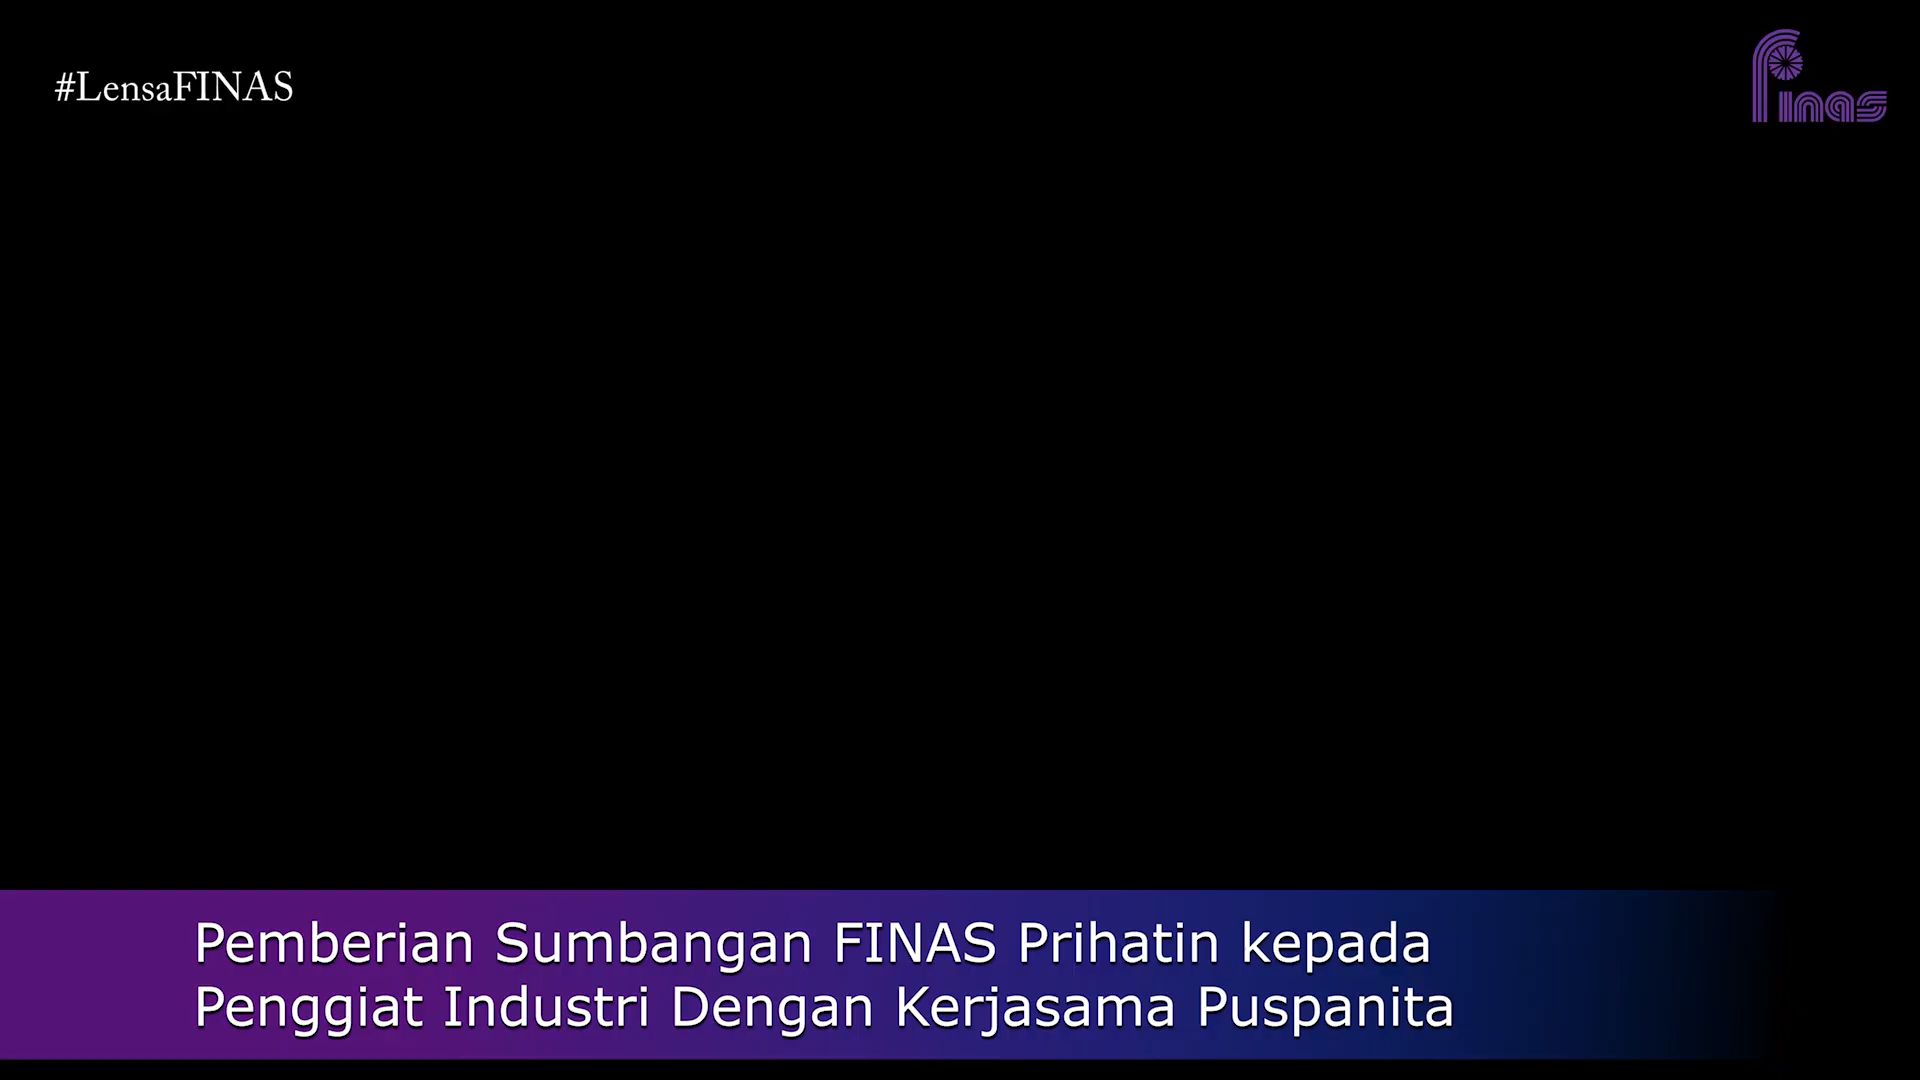 #LensaFINAS
Finas
Pemberian Sumbangan FINAS Prihatin kepada
Penggiat Industri Dengan Kerjasama Puspanita